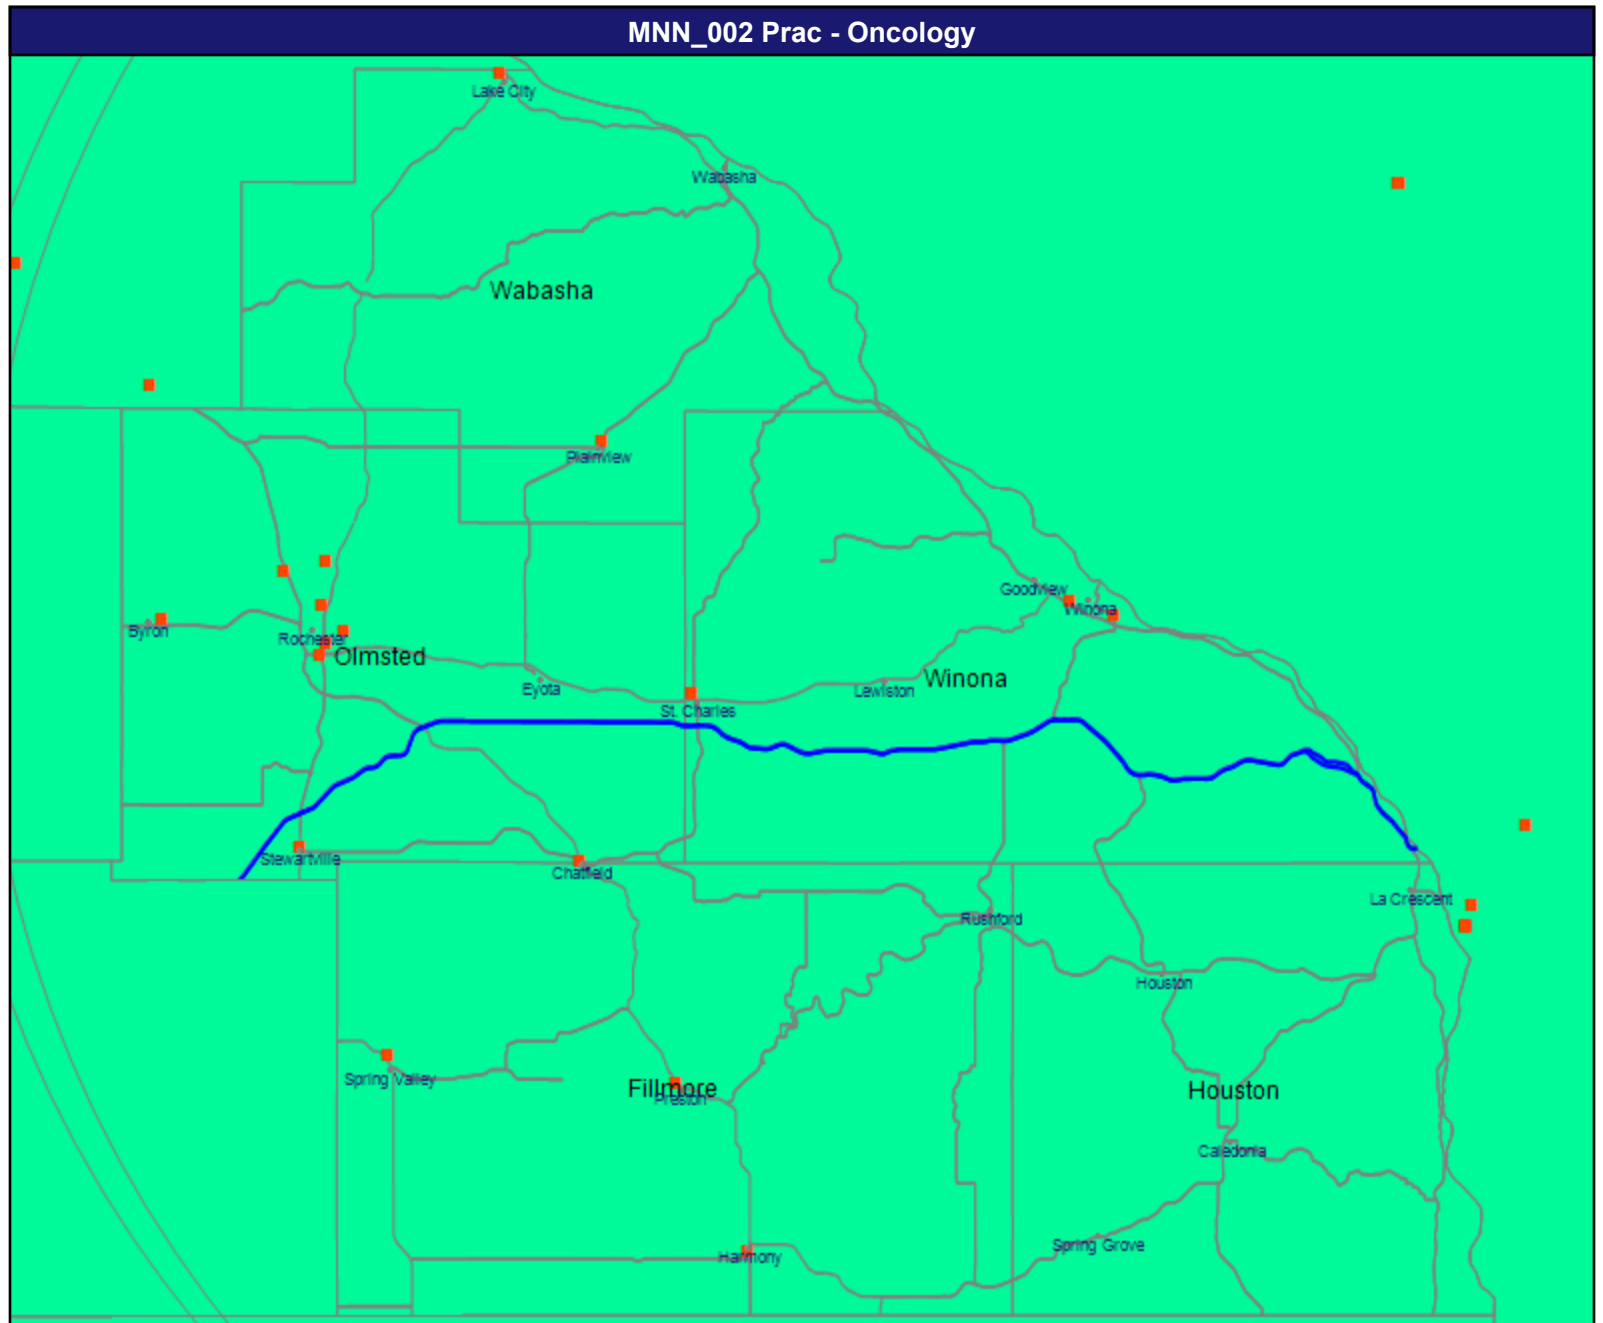 MNN_002 Prac - Oncology
Lake City
Wabasha
Wabasha
Plainview
Goodview
Winona
Byron
Rochester
Olmsted
Eyota
Lewiston
Winona
St. Charles
Stewartville
Chatfield
La Crescent
Rushford
Houston
Spring Valley
Fillmore
Preston
Houston
Caledonia
Spring Grove
Harmony